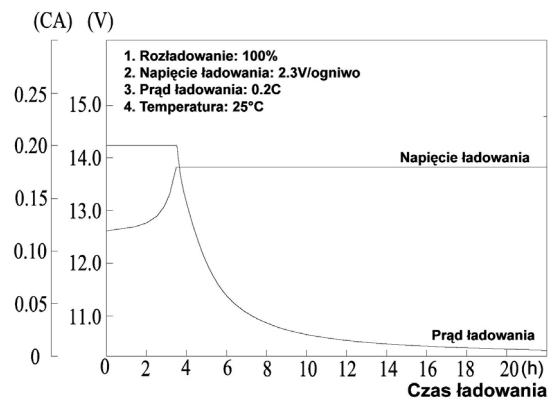 (CA) (V)
1. Rozładowanie: 100%
2. Napięcie ładowania: 2.3V/ogniwo
3. Prąd ładowania: 0.2C
4. Temperatura: 25°C
0.25
15.0
0.20
14.0
Napięcie ładowania
0.15
13.0
0.10
12.0
0.05
11.0
Prąd ładowania
0
0 2 4 6 8 10 12 14 16 18 20 (h)
Czas ładowania